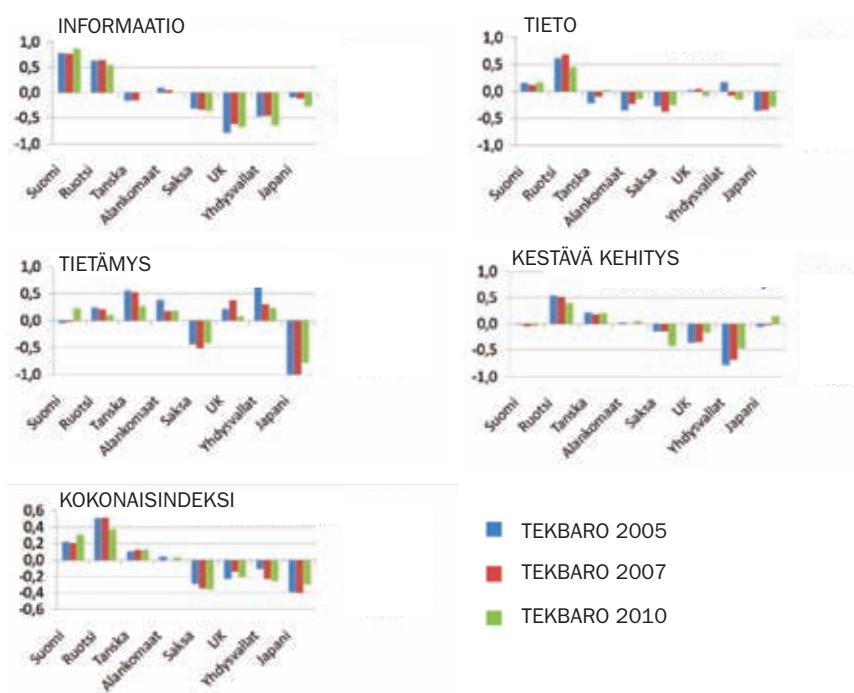 INFORMAATIO
1,0
0,5
0,0
-0,5
-1,0
Suomi
Ruotsi
Tanska
Alankomaat
Saksa
UK
Yhdysvallat
Japani
TIETO
1,0
0,5
0,0
-0,5
-1,0
Suomi
Ruotsi
Tanska
Alankomaat
Saksa
UK
Yhdysvallat
Japani
TIETÄMYS
1,0
0,5
0,0
-0,5
-1,0
Suomi
Ruotsi
Tanska
Alankomaat
Saksa
UK
Yhdysvallat
Japani
KESTÄVÄ KEHITYS
1,0
0,5
0,0
-0,5
-1,0
Suomi
Ruotsi
Tanska
Alankomaat
Saksa
UK
Yhdysvallat
Japani
KOKONAISINDEKSI
0,6
0,4
0,2
0,0
-0,2
-0,4
-0,6
Suomi
Ruotsi
Tanska
Alankomaat
Saksa
UK
Yhdysvallat
Japani
TEKBARO 2005
TEKBARO 2007
TEKBARO 2010